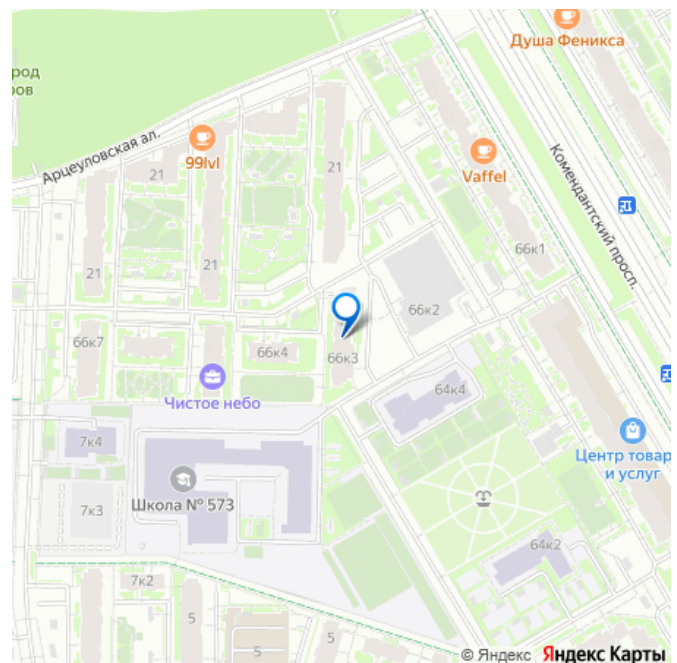 Душа Феникса
род
ров
Арцеуловская ал.
99lvl
21
21
Vaffel
Комендантский просп.
21
21
66к1
66к2
66к7
66к4
66к3
Чистое небо
64к4
7к4
Центр товар
и услуг
Школа № 573
7к3
64к2
7к2
5
5
5
© Яндекс Яндекс Карты